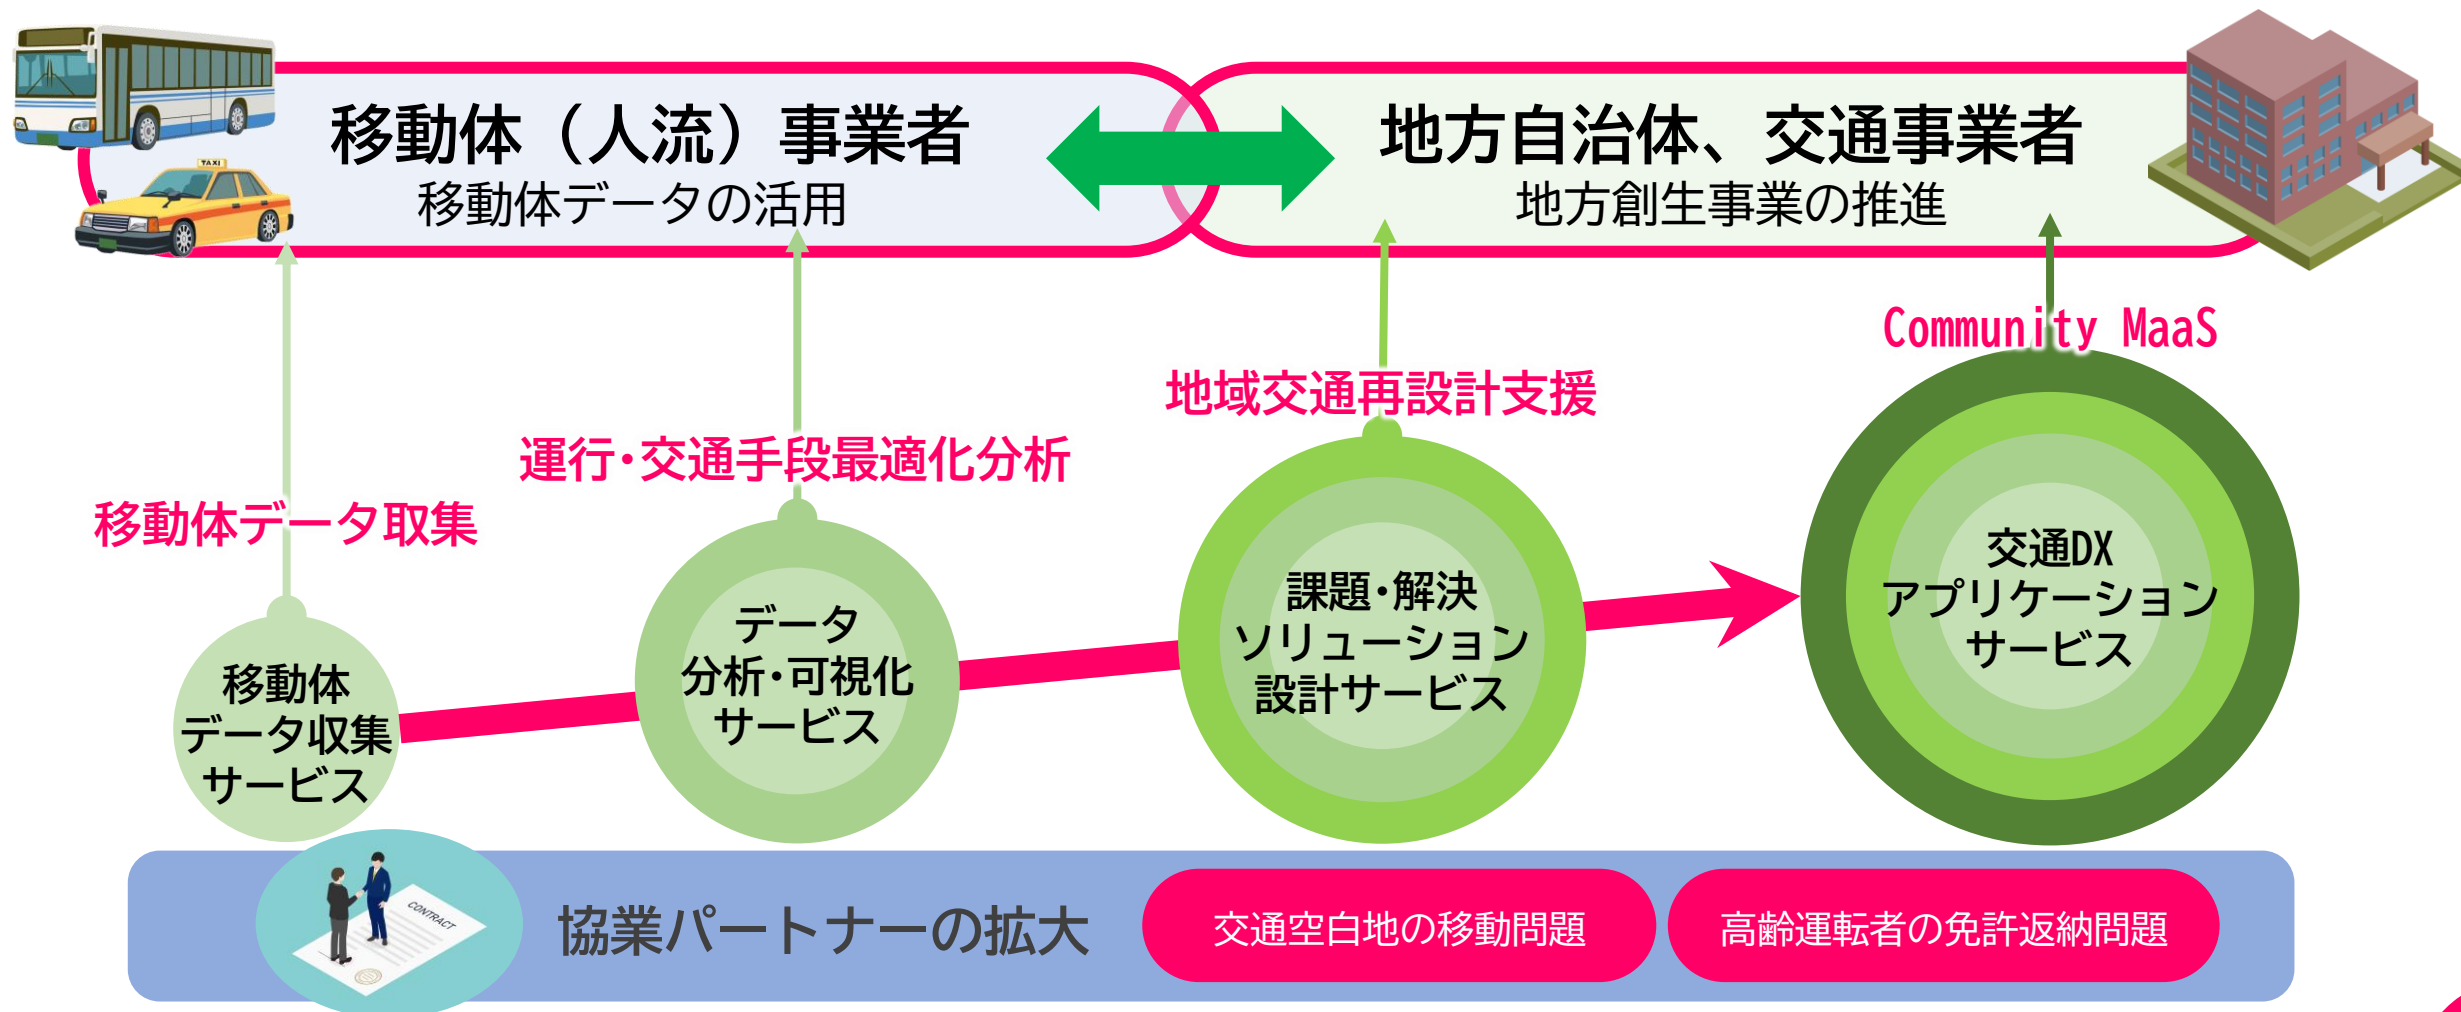 TAXI
移動体（人流）事業者
移動体データの活用
地方自治体、交通事業者
地方創生事業の推進
移動体データ取集
運行･交通手段最適化分析
地域交通再設計支援
Community MaaS
移動体
データ収集
サービス
データ
分析･可視化
サービス
課題･解決
ソリューション
設計サービス
交通DX
アプリケーション
サービス
CONTRACT
協業パートナーの拡大
交通空白地の移動問題
高齢運転者の免許返納問題